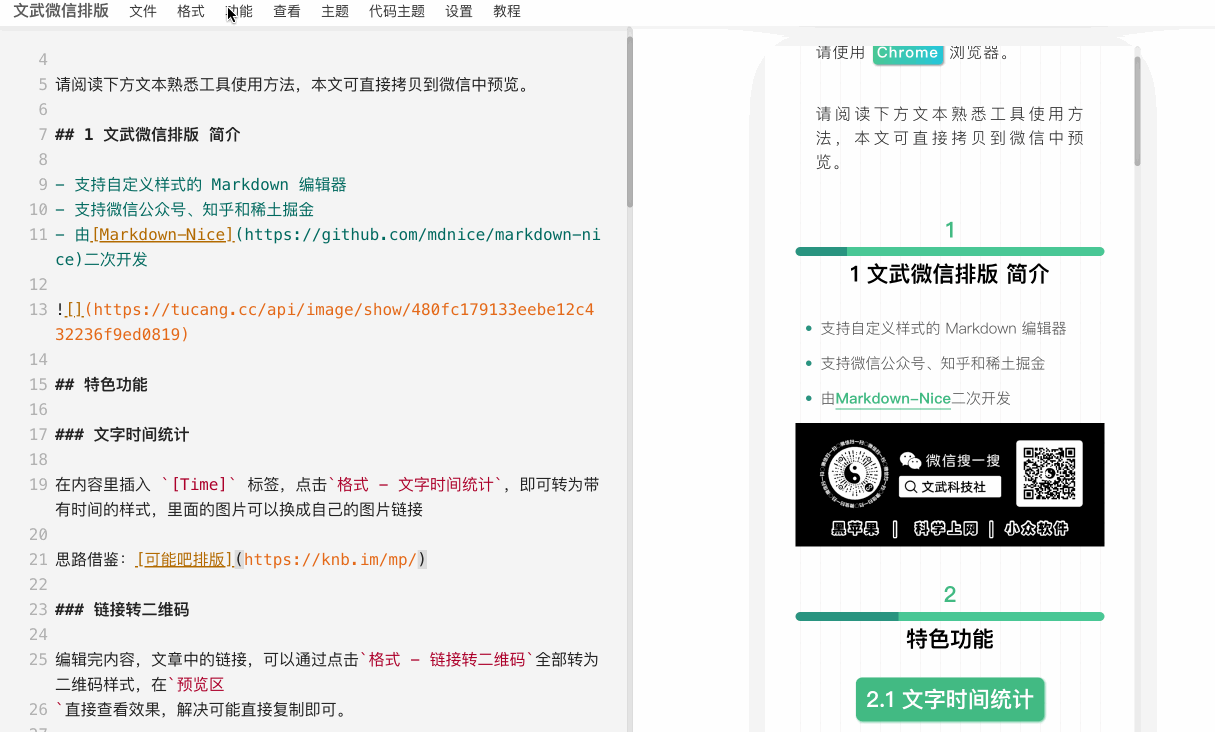 文武微信排版 文件 格式 功能 查看 主题 代码主题 设置 教程
4
5 请阅读下方文本熟悉工具使用方法，本文可直接拷贝到微信中预览。
6
7 ## 1 文武微信排版 简介
8
9 - 支持自定义样式的 Markdown 编辑器
10 - 支持微信公众号、知乎和稀土掘金
11 - 由[Markdown-Nice](https://github.com/mdnice/markdown-ni
ce)二次开发
12
13 ![](https://tucang.cc/api/image/show/480fc179133eebe12c4
32236f9ed0819)
14
15 ## 特色功能
16
17 ### 文字时间统计
18
19 在内容里插入 `[Time]` 标签，点击`格式 - 文字时间统计`，即可转为带
有时间的样式，里面的图片可以换成自己的图片链接
20
21 思路借鉴：[可能吧排版](https://knb.im/mp/)
22
23 ### 链接转二维码
24
25 编辑完内容，文章中的链接，可以通过点击`格式 - 链接转二维码`全部转为
二维码样式，在`预览区
26 `直接查看效果，解决可能直接复制即可。
请使用 Chrome 浏览器。
请阅读下方文本熟悉工具使用方
法，本文可直接拷贝到微信中预
览。
1
1 文武微信排版 简介
支持自定义样式的 Markdown 编辑器
支持微信公众号、知乎和稀土掘金
由Markdown-Nice二次开发
微信搜一搜
文武科技社
黑苹果 | 科学上网 | 小众软件
2
特色功能
2.1 文字时间统计